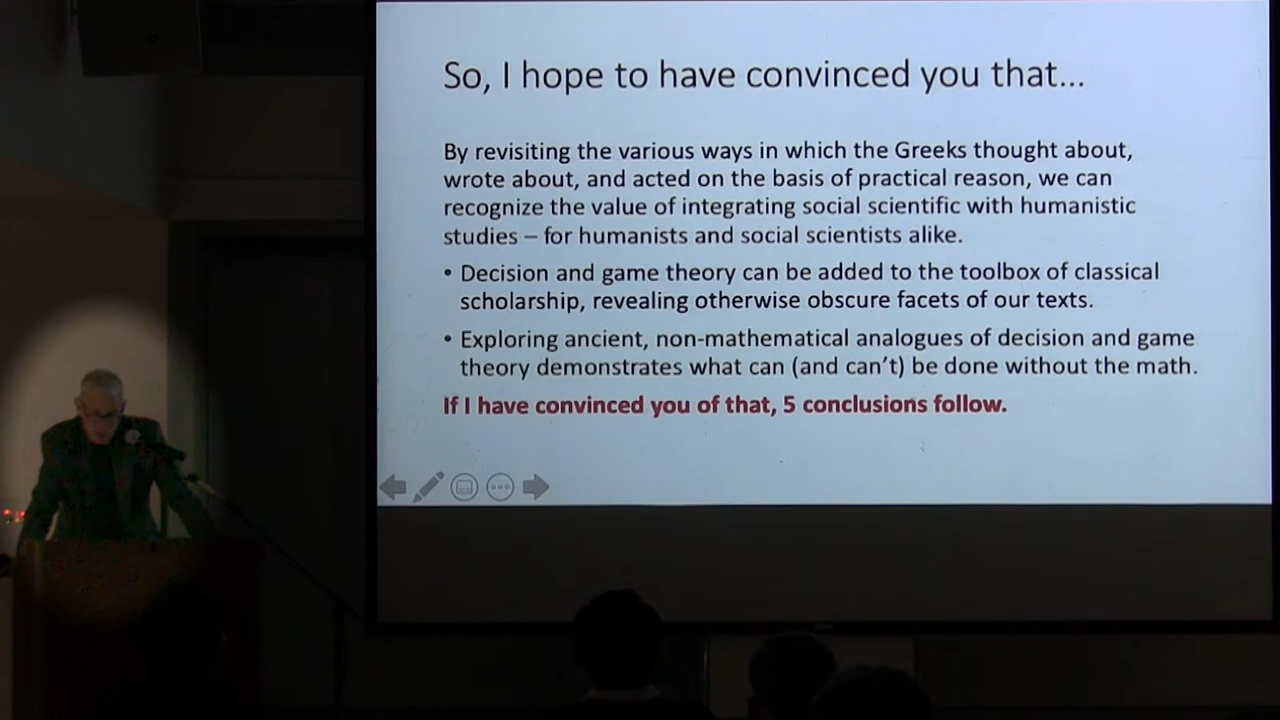 So, I hope to have convinced you that...
By revisiting the various ways in which the Greeks thought about,
wrote about, and acted on the basis of practical reason, we can
recognize the value of integrating social scientific with humanistic
studies – for humanists and social scientists alike.
• Decision and game theory can be added to the toolbox of classical
scholarship, revealing otherwise obscure facets of our texts.
• Exploring ancient, non-mathematical analogues of decision and game
theory demonstrates what can (and can't) be done without the math.
If I have convinced you of that, 5 conclusions follow.